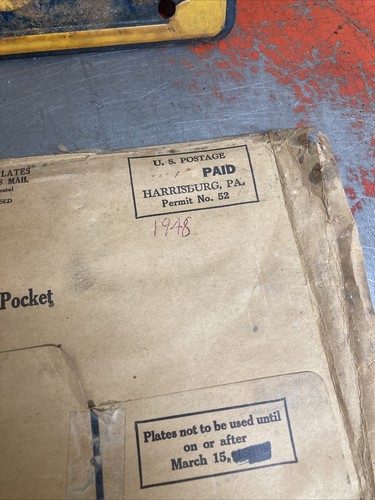 U. S. POSTAGE
PAID
HARRISBURG, PA.
Permit No. 52
PLATES
MAIL
1948
Pocket
Plates not to be used until
on or after
March 15,